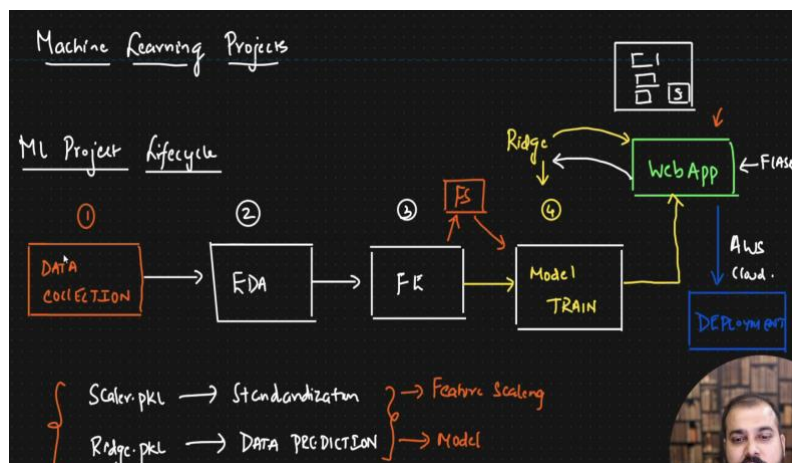 Machine Learning Projects
ML Project Lifecycle
Ridge
WebApp
FS
① ② ③ ④
DATA
COLLECTION
EDA
FE
Model
TRAIN
AWS
Cloud.
DEPLOYMENT
Scaler.pkl → Standardization → Feature Scaling
Ridge.pkl → DATA PREDICTION → Model